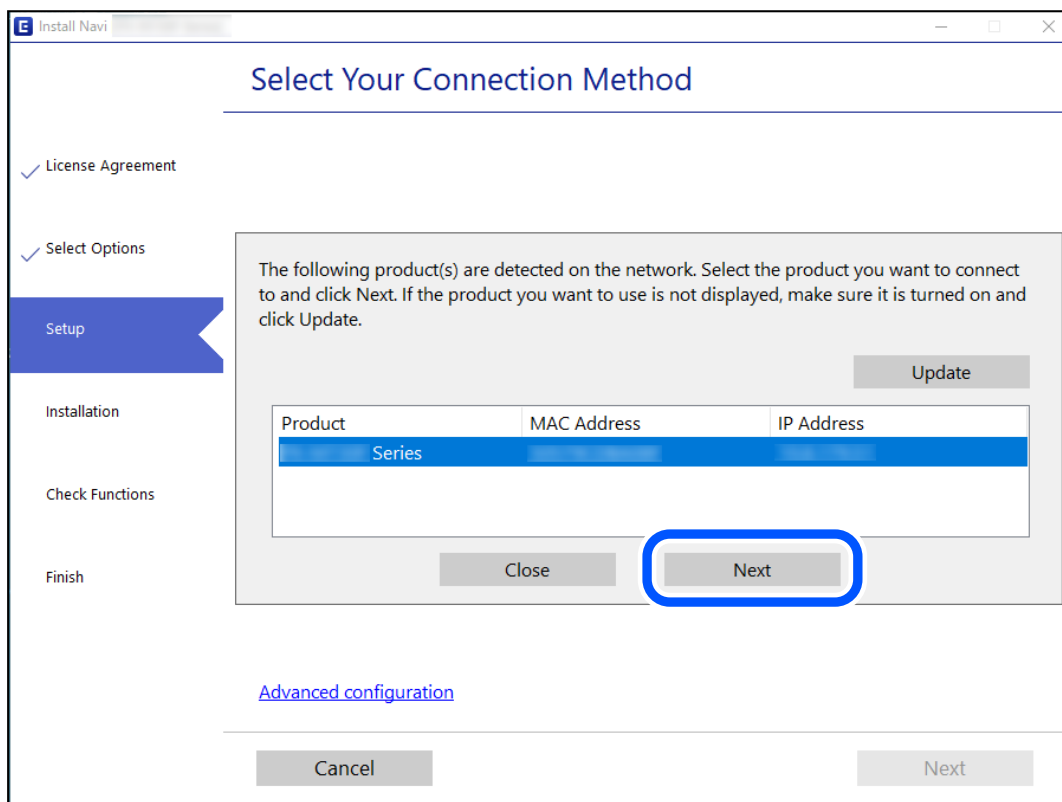 Install Navi
Select Your Connection Method
License Agreement
Select Options
Setup
Installation
Check Functions
Finish
The following product(s) are detected on the network. Select the product you want to connect
to and click Next. If the product you want to use is not displayed, make sure it is turned on and
click Update.
Update
Product MAC Address IP Address
Series
Close Next
Advanced configuration
Cancel Next